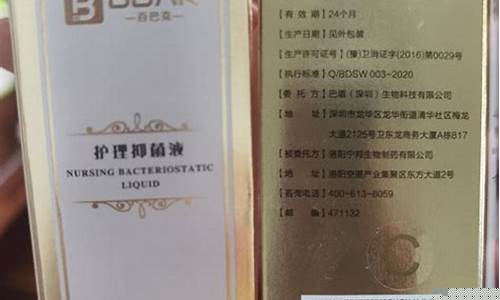 百巴克
护理抑菌液
NURSING BACTERIOSTATIC
LIQUID
【有效期】24个月
【生产日期】见外包装
【生产许可证号】(豫)卫消证字(2016)第0029号
【执行标准】Q/BDSW 003-2020
【委托方】巴盾(深圳)生物科技有限公司
【地址】深圳市龙华区龙华街道清华社区梅龙
大道2125号卫东龙商务大厦A栋817
【被委托方】洛阳宁邦生物制药有限公司
【地址】洛阳空港产业集聚区东方大道2号
【咨询电话】400-613-8059
【邮编】471132
C